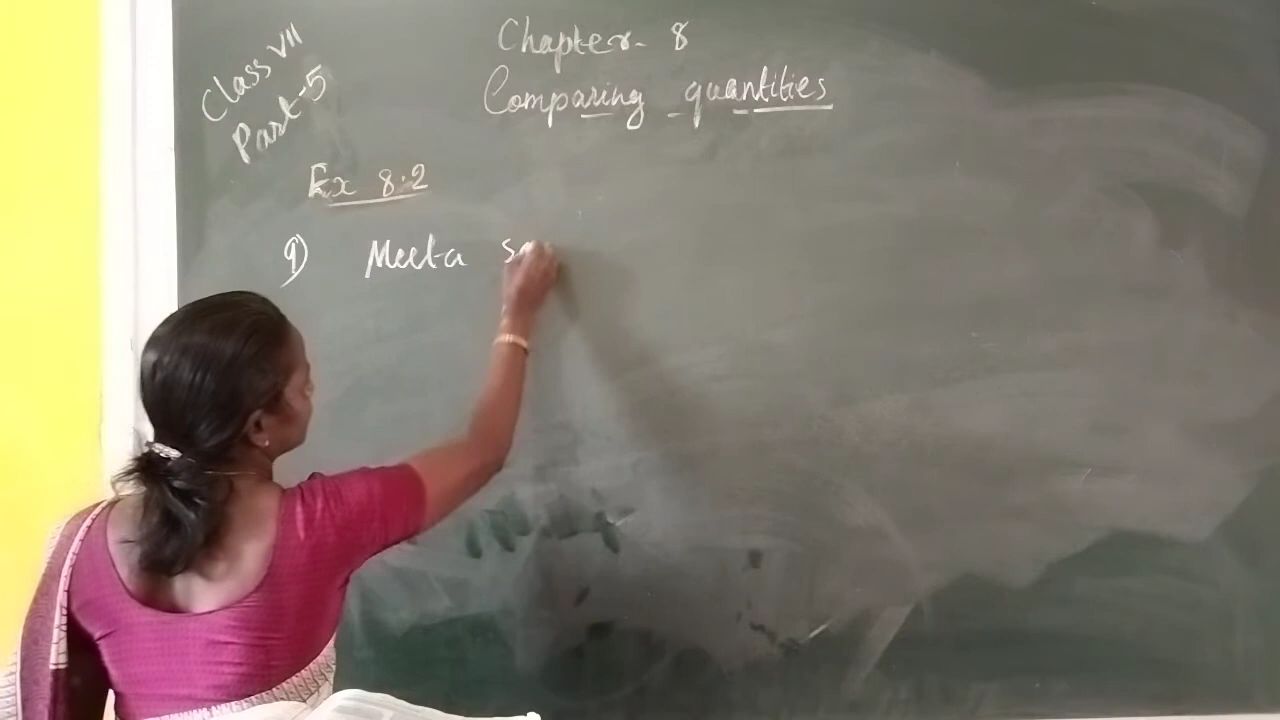 Class VII
Part-5
Chapter- 8
Comparing quantities
Ex 8.2
9) Meeta